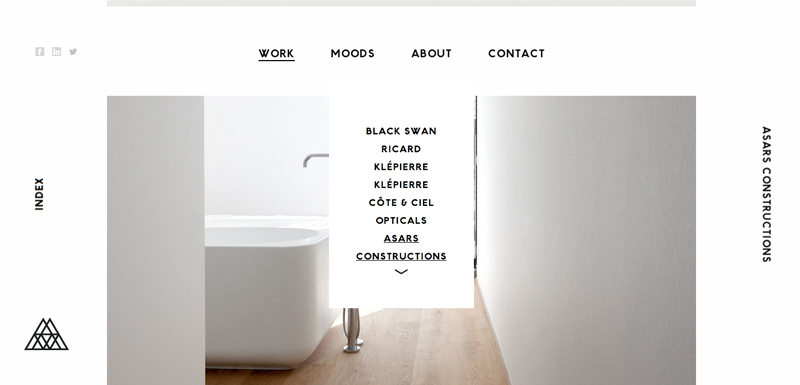 WORK
MOODS
ABOUT
CONTACT
BLACK SWAN
RICARD
KLÉPIERRE
KLÉPIERRE
CÔTE & CIEL
OPTICALS
ASARS
CONSTRUCTIONS
INDEX
ASARS CONSTRUCTIONS